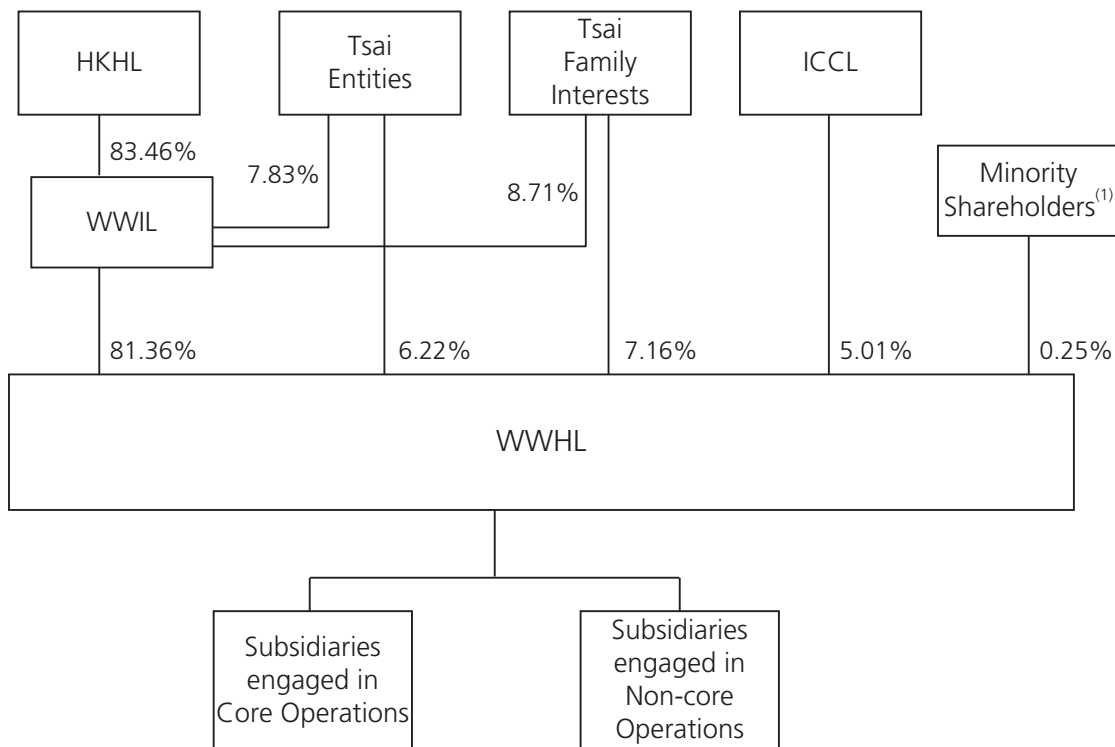 HKHL
Tsai
Entities
Tsai
Family
Interests
ICCL
83.46%
7.83%
8.71%
Minority
Shareholders(1)
WWIL
81.36%
6.22%
7.16%
5.01%
0.25%
WWHL
Subsidiaries
engaged in
Core Operations
Subsidiaries
engaged in
Non-core
Operations